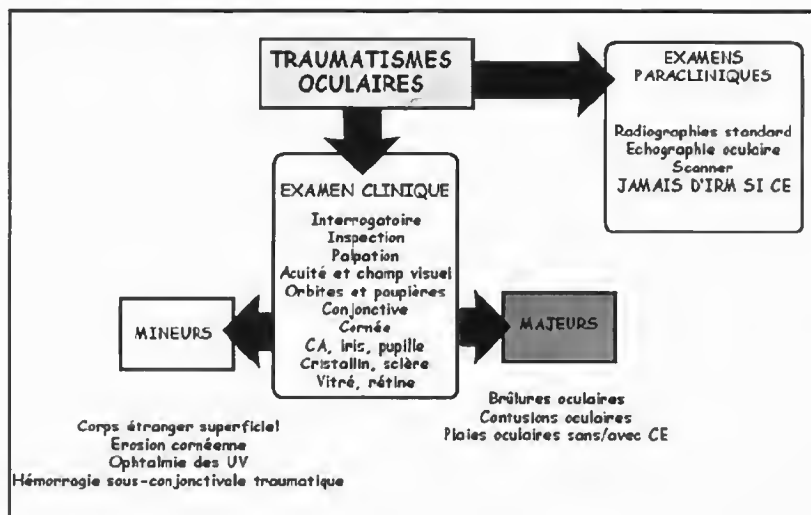 TRAUMATISMES
OCULAIRES
EXAMENS
PARACLINIQUES
Radiographies standard
Echographie oculaire
Scanner
JAMAIS D'IRM SI CE
EXAMEN CLINIQUE
Interrogatoire
Inspection
Palpation
Acuité et champ visuel
Orbites et paupières
Conjonctive
Cornée
CA, iris, pupille
Cristallin, sclère
Vitré, rétine
MINEURS
MAJEURS
Corps étranger superficiel
Erosion cornéenne
Ophtalmie des UV
Hémorragie sous-conjonctivale traumatique
Brûlures oculaires
Contusions oculaires
Plaies oculaires sans/avec CE